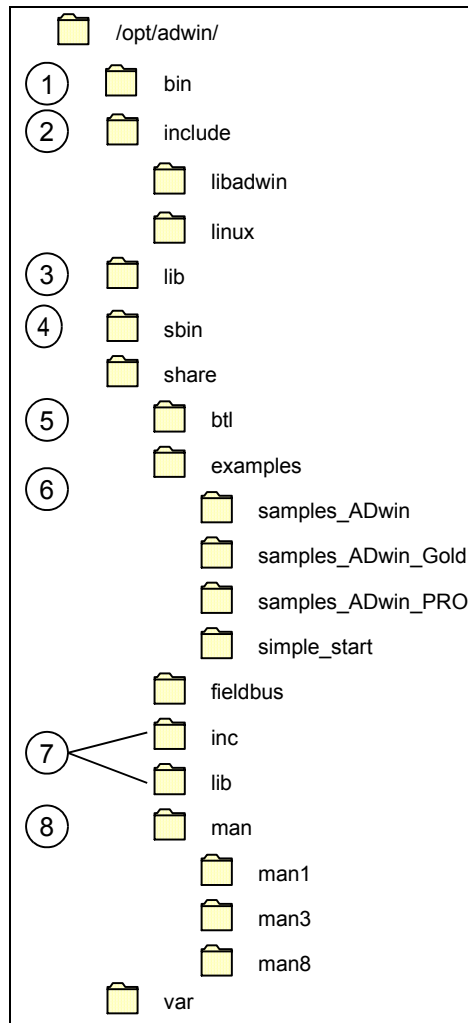 /opt/adwin/
1 bin
2 include
libadwin
linux
3 lib
4 sbin
share
5 btl
examples
6
samples_ADwin
samples_ADwin_Gold
samples_ADwin_PRO
simple_start
fieldbus
inc
7
lib
8 man
man1
man3
man8
var